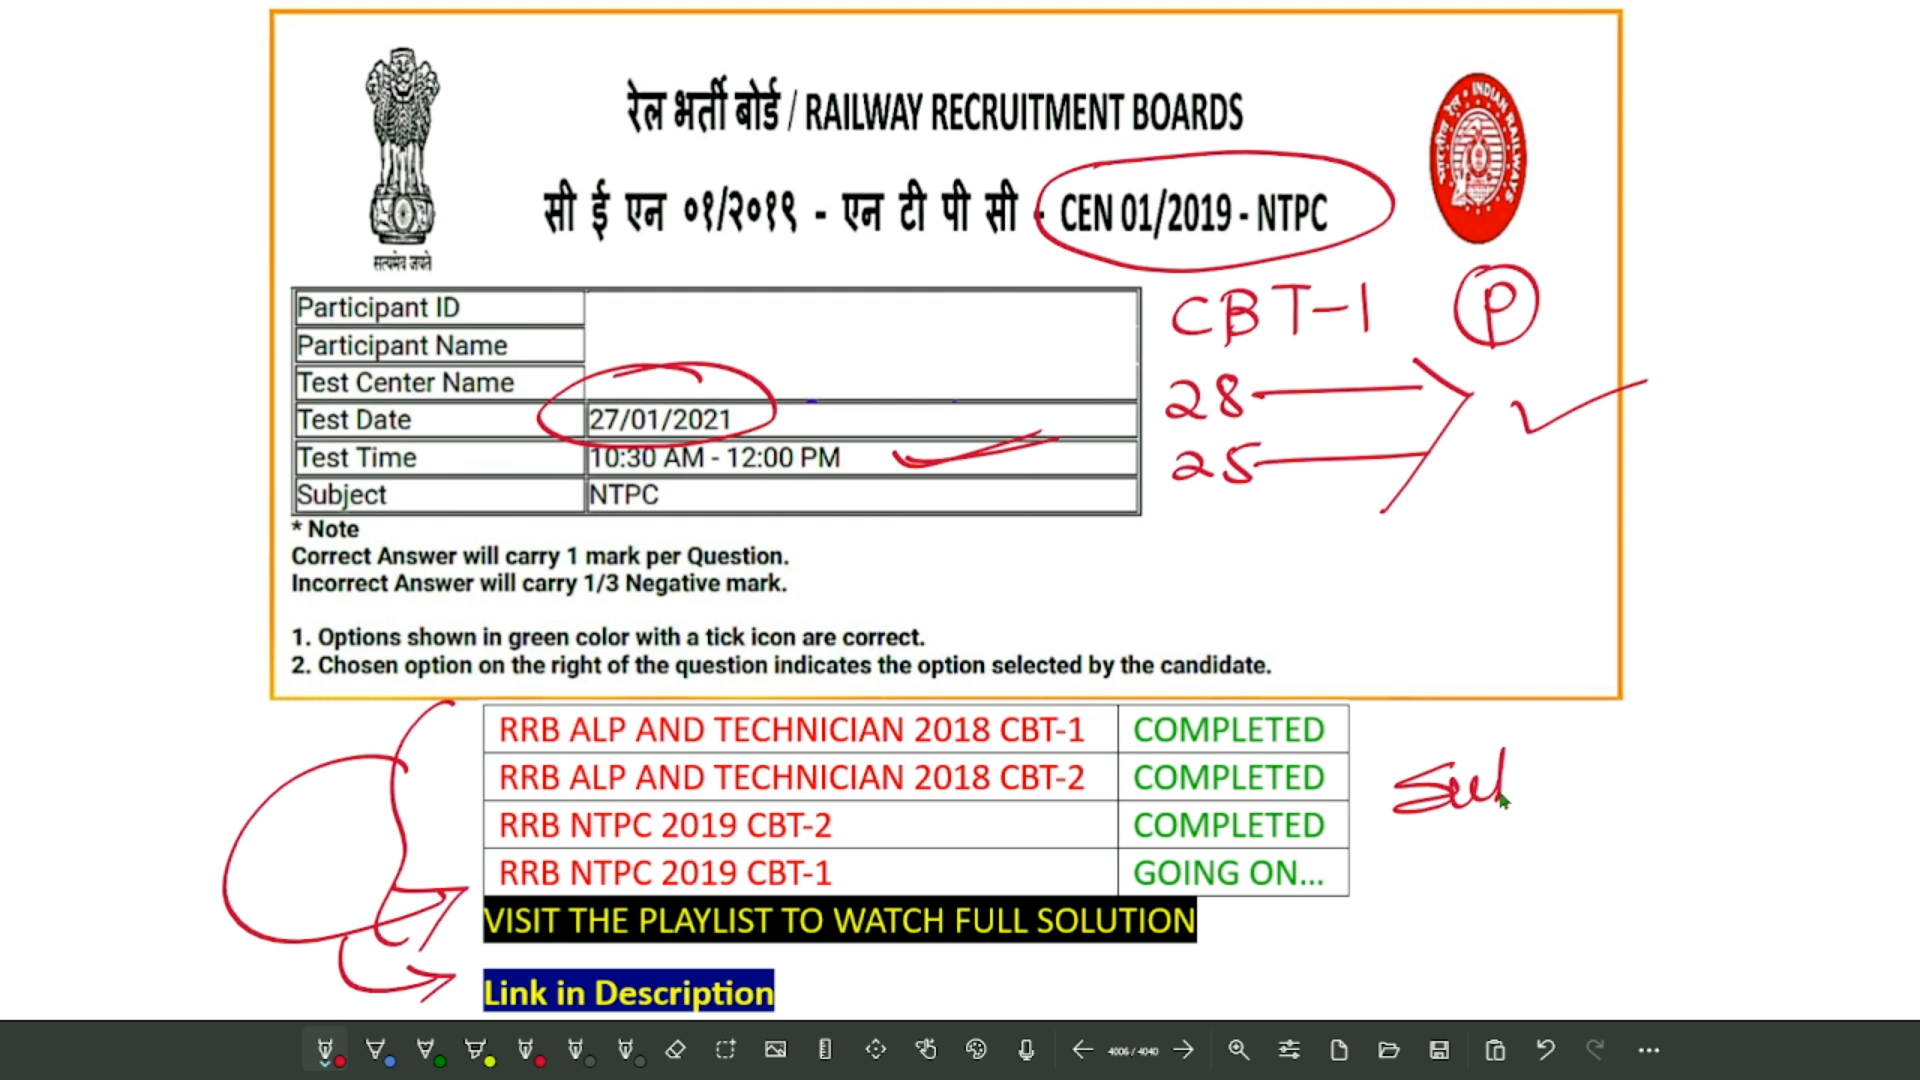 रेल भर्ती बोर्ड / RAILWAY RECRUITMENT BOARDS
सी ई एन ०१/२०१९ - एन टी पी सी - CEN 01/2019 - NTPC
सत्यमेव जयते
INDIAN RAILWAYS
भारतीय रेल
CBT-1 P
28
25
Participant ID
Participant Name
Test Center Name
Test Date 27/01/2021
Test Time 10:30 AM - 12:00 PM
Subject NTPC
* Note
Correct Answer will carry 1 mark per Question.
Incorrect Answer will carry 1/3 Negative mark.
1. Options shown in green color with a tick icon are correct.
2. Chosen option on the right of the question indicates the option selected by the candidate.
RRB ALP AND TECHNICIAN 2018 CBT-1 COMPLETED
RRB ALP AND TECHNICIAN 2018 CBT-2 COMPLETED
RRB NTPC 2019 CBT-2 COMPLETED
RRB NTPC 2019 CBT-1 GOING ON...
VISIT THE PLAYLIST TO WATCH FULL SOLUTION
Link in Description
4006 / 4040